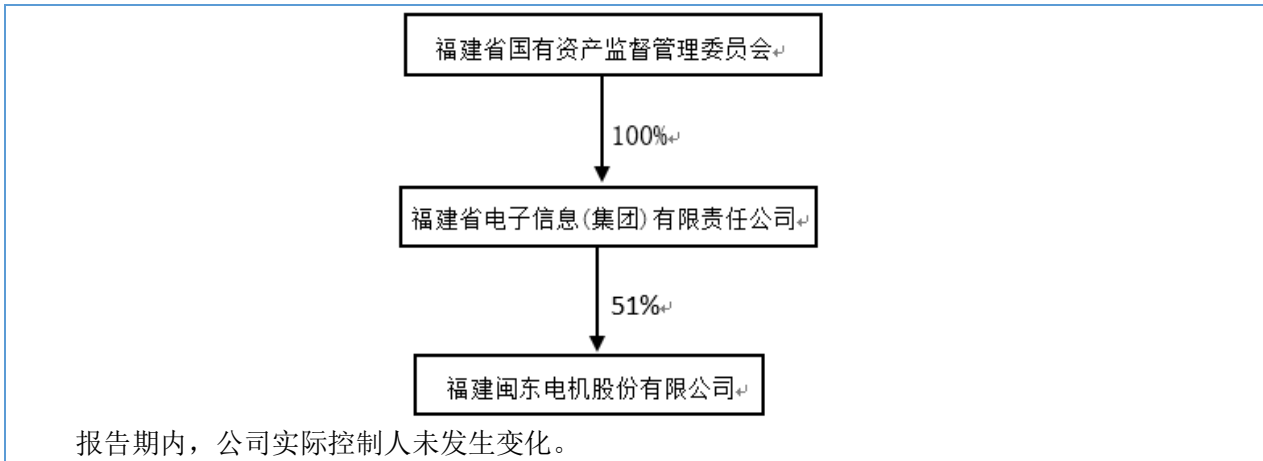 福建省国有资产监督管理委员会↵
100%↵
福建省电子信息(集团)有限责任公司↵
51%↵
福建闽东电机股份有限公司↵
报告期内，公司实际控制人未发生变化。